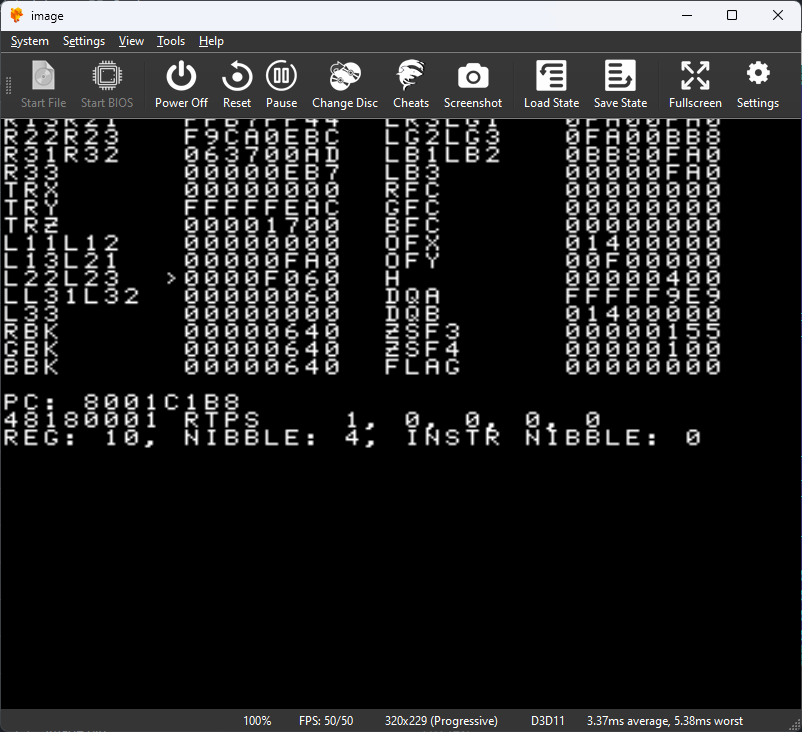 image
System Settings View Tools Help
Start File Start BIOS Power Off Reset Pause Change Disc Cheats Screenshot Load State Save State Fullscreen Settings
R13R21 LR3LG1
R22R23 F9CA0EBC LG2LG3 0FA00BB8
R31R32 063700AD LB1LB2 0BB80FA0
R33 00000EB7 LB3 00000FA0
TRX 00000000 RFC 00000000
TRY FFFFFEAC GFC 00000000
TRZ 00001700 BFC 00000000
L11L12 00000000 OFX 01400000
L13L21 00000FA0 OFY 00F00000
L22L23 >0000F060 H 00000400
LL31L32 00000060 DQA FFFFF9E9
L33 00000000 DQB 01400000
RBK 00000640 ZSF3 00000155
GBK 00000640 ZSF4 00000100
BBK 00000640 FLAG 00000000
PC: 8001C1B8
48180001 RTPS 1, 0, 0, 0, 0
REG: 10, NIBBLE: 4; INSTR NIBBLE: 0
100% FPS: 50/50 320x229 (Progressive) D3D11 3.37ms average, 5.38ms worst